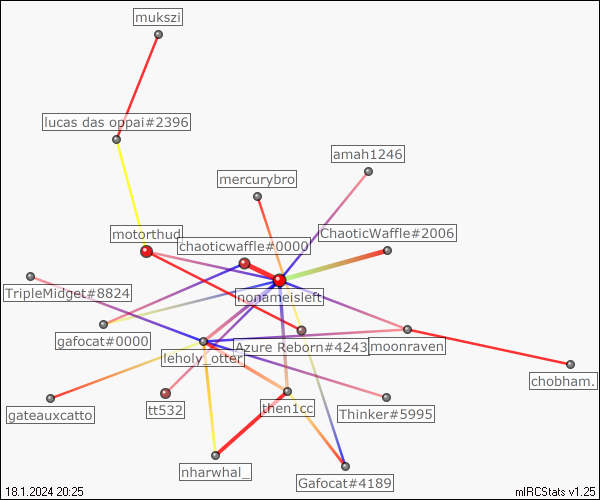 mukszi
lucas das oppai#2396
amah1246
mercurybro
motorthud
ChaoticWaffle#2006
chaoticwaffle#0000
TripleMidget#8824
nonameisleft
gafocat#0000
Azure Reborn#4243
moonraven
leholy_otter
chobham.
gateauxcatto
tt532
then1cc
Thinker#5995
nharwhal_
Gafocat#4189
18.1.2024 20:25
mIRCStats v1.25